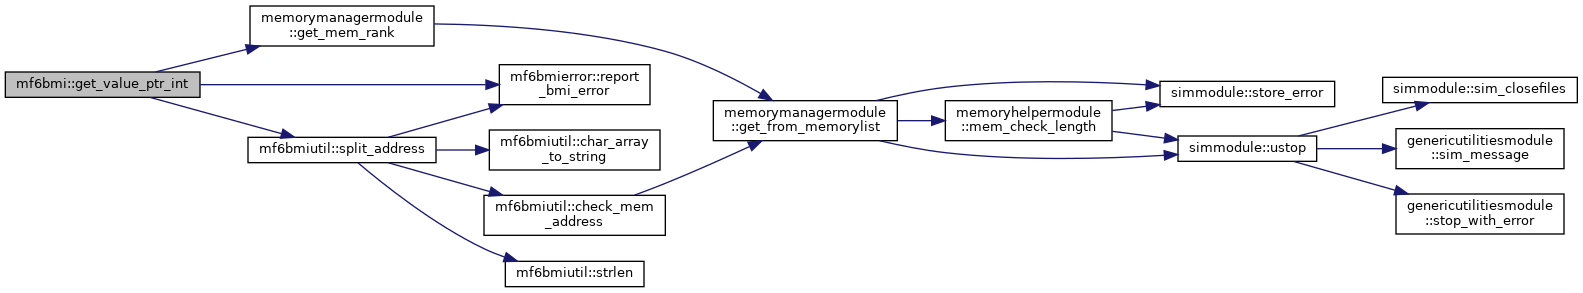 memorymanagermodule
::get_mem_rank
mf6bmi::get_value_ptr_int
mf6bmierror::report
_bmi_error
mf6bmiutil::split_address
mf6bmiutil::char_array
_to_string
mf6bmiutil::check_mem
_address
mf6bmiutil::strlen
memorymanagermodule
::get_from_memorylist
memoryhelpermodule
::mem_check_length
simmodule::store_error
simmodule::ustop
simmodule::sim_closefiles
genericutilitiesmodule
::sim_message
genericutilitiesmodule
::stop_with_error